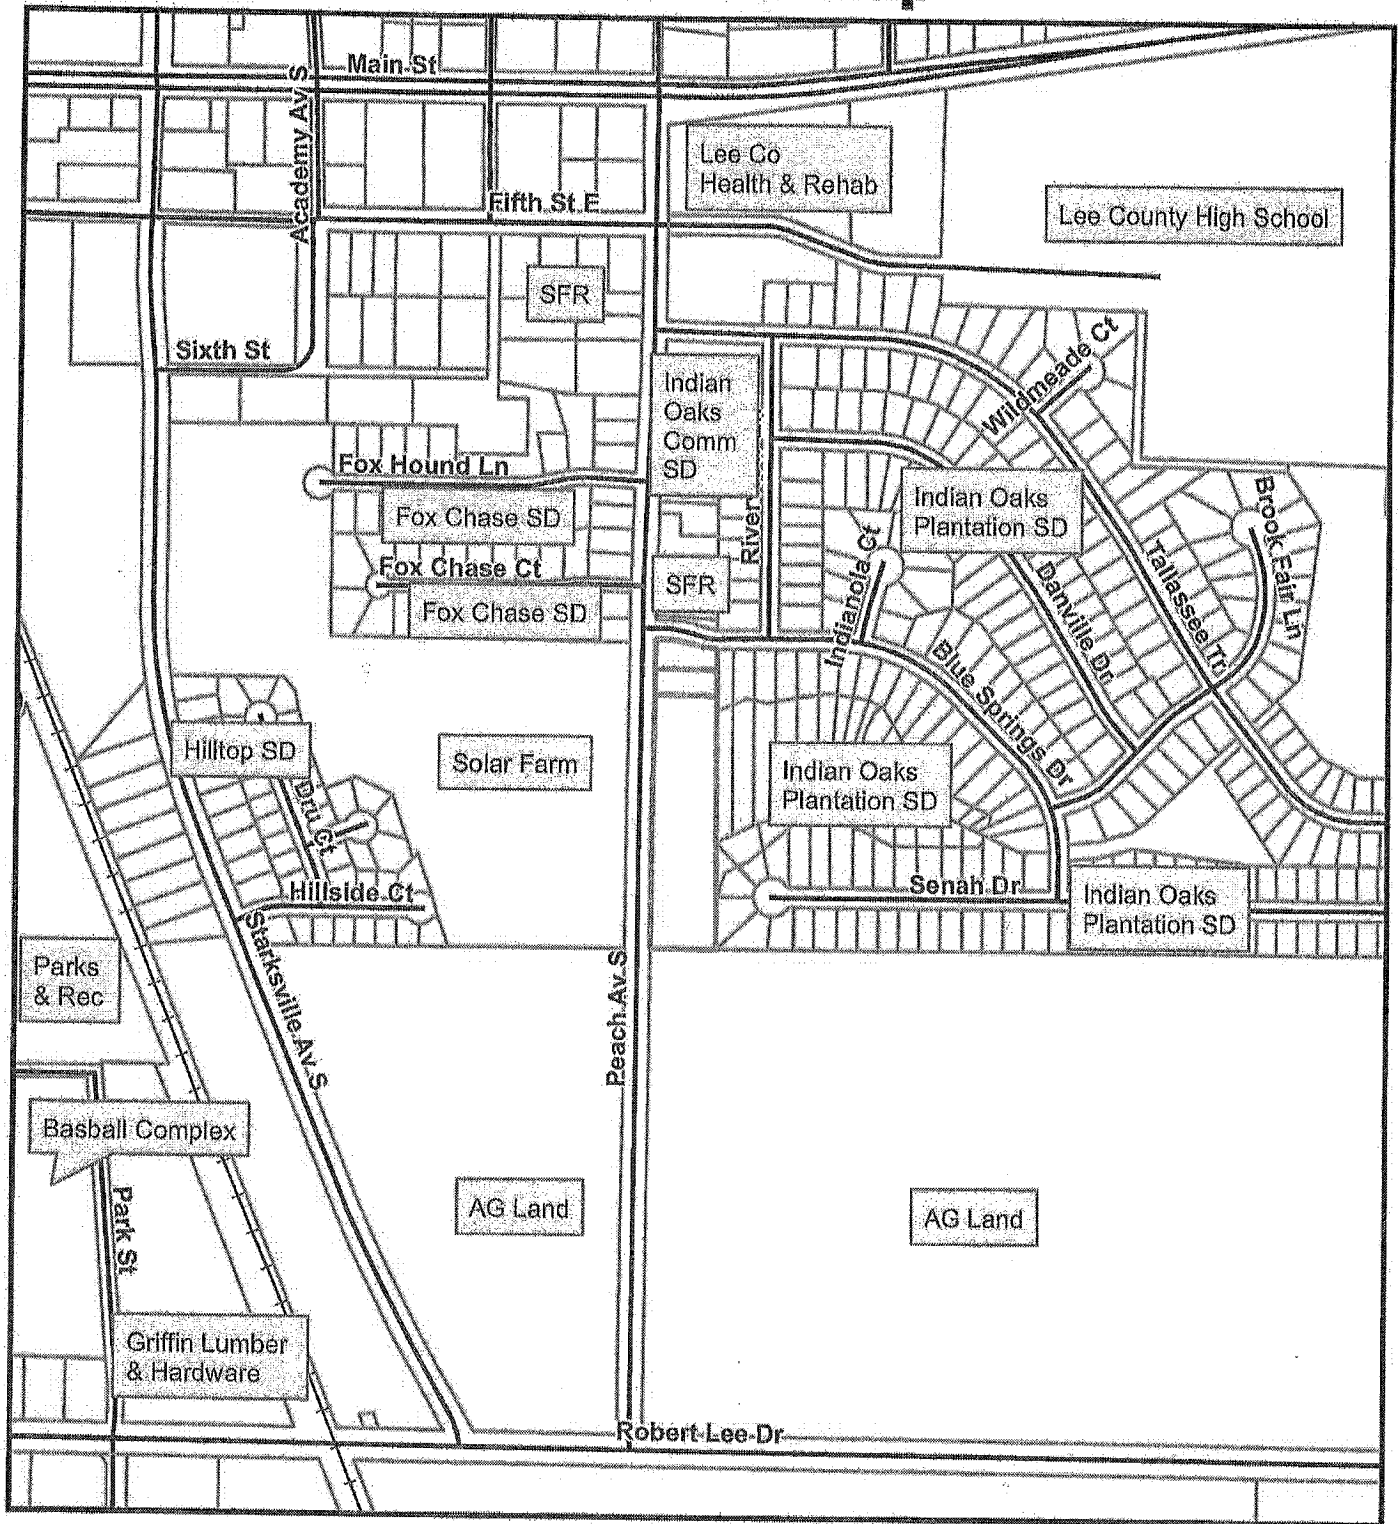 Main St
Academy Av S
Lee Co
Health & Rehab
Fifth St E
Lee County High School
SFR
Sixth St
Indian
Oaks
Comm
SD
Wildmeade Ct
Fox Hound Ln
Fox Chase SD
River
Indian Oaks
Plantation SD
Brook Fair Ln
Fox Chase Ct
Fox Chase SD
SFR
Indianola Ct
Danville Dr
Tallassee Tr
Blue Springs Dr
Hilltop SD
Solar Farm
Indian Oaks
Plantation SD
Dru Ct
Hillside Ct
Senah Dr
Indian Oaks
Plantation SD
Parks
& Rec
Starksville Av S
Peach Av S
Basball Complex
Park St
AG Land
AG Land
Griffin Lumber
& Hardware
Robert Lee Dr